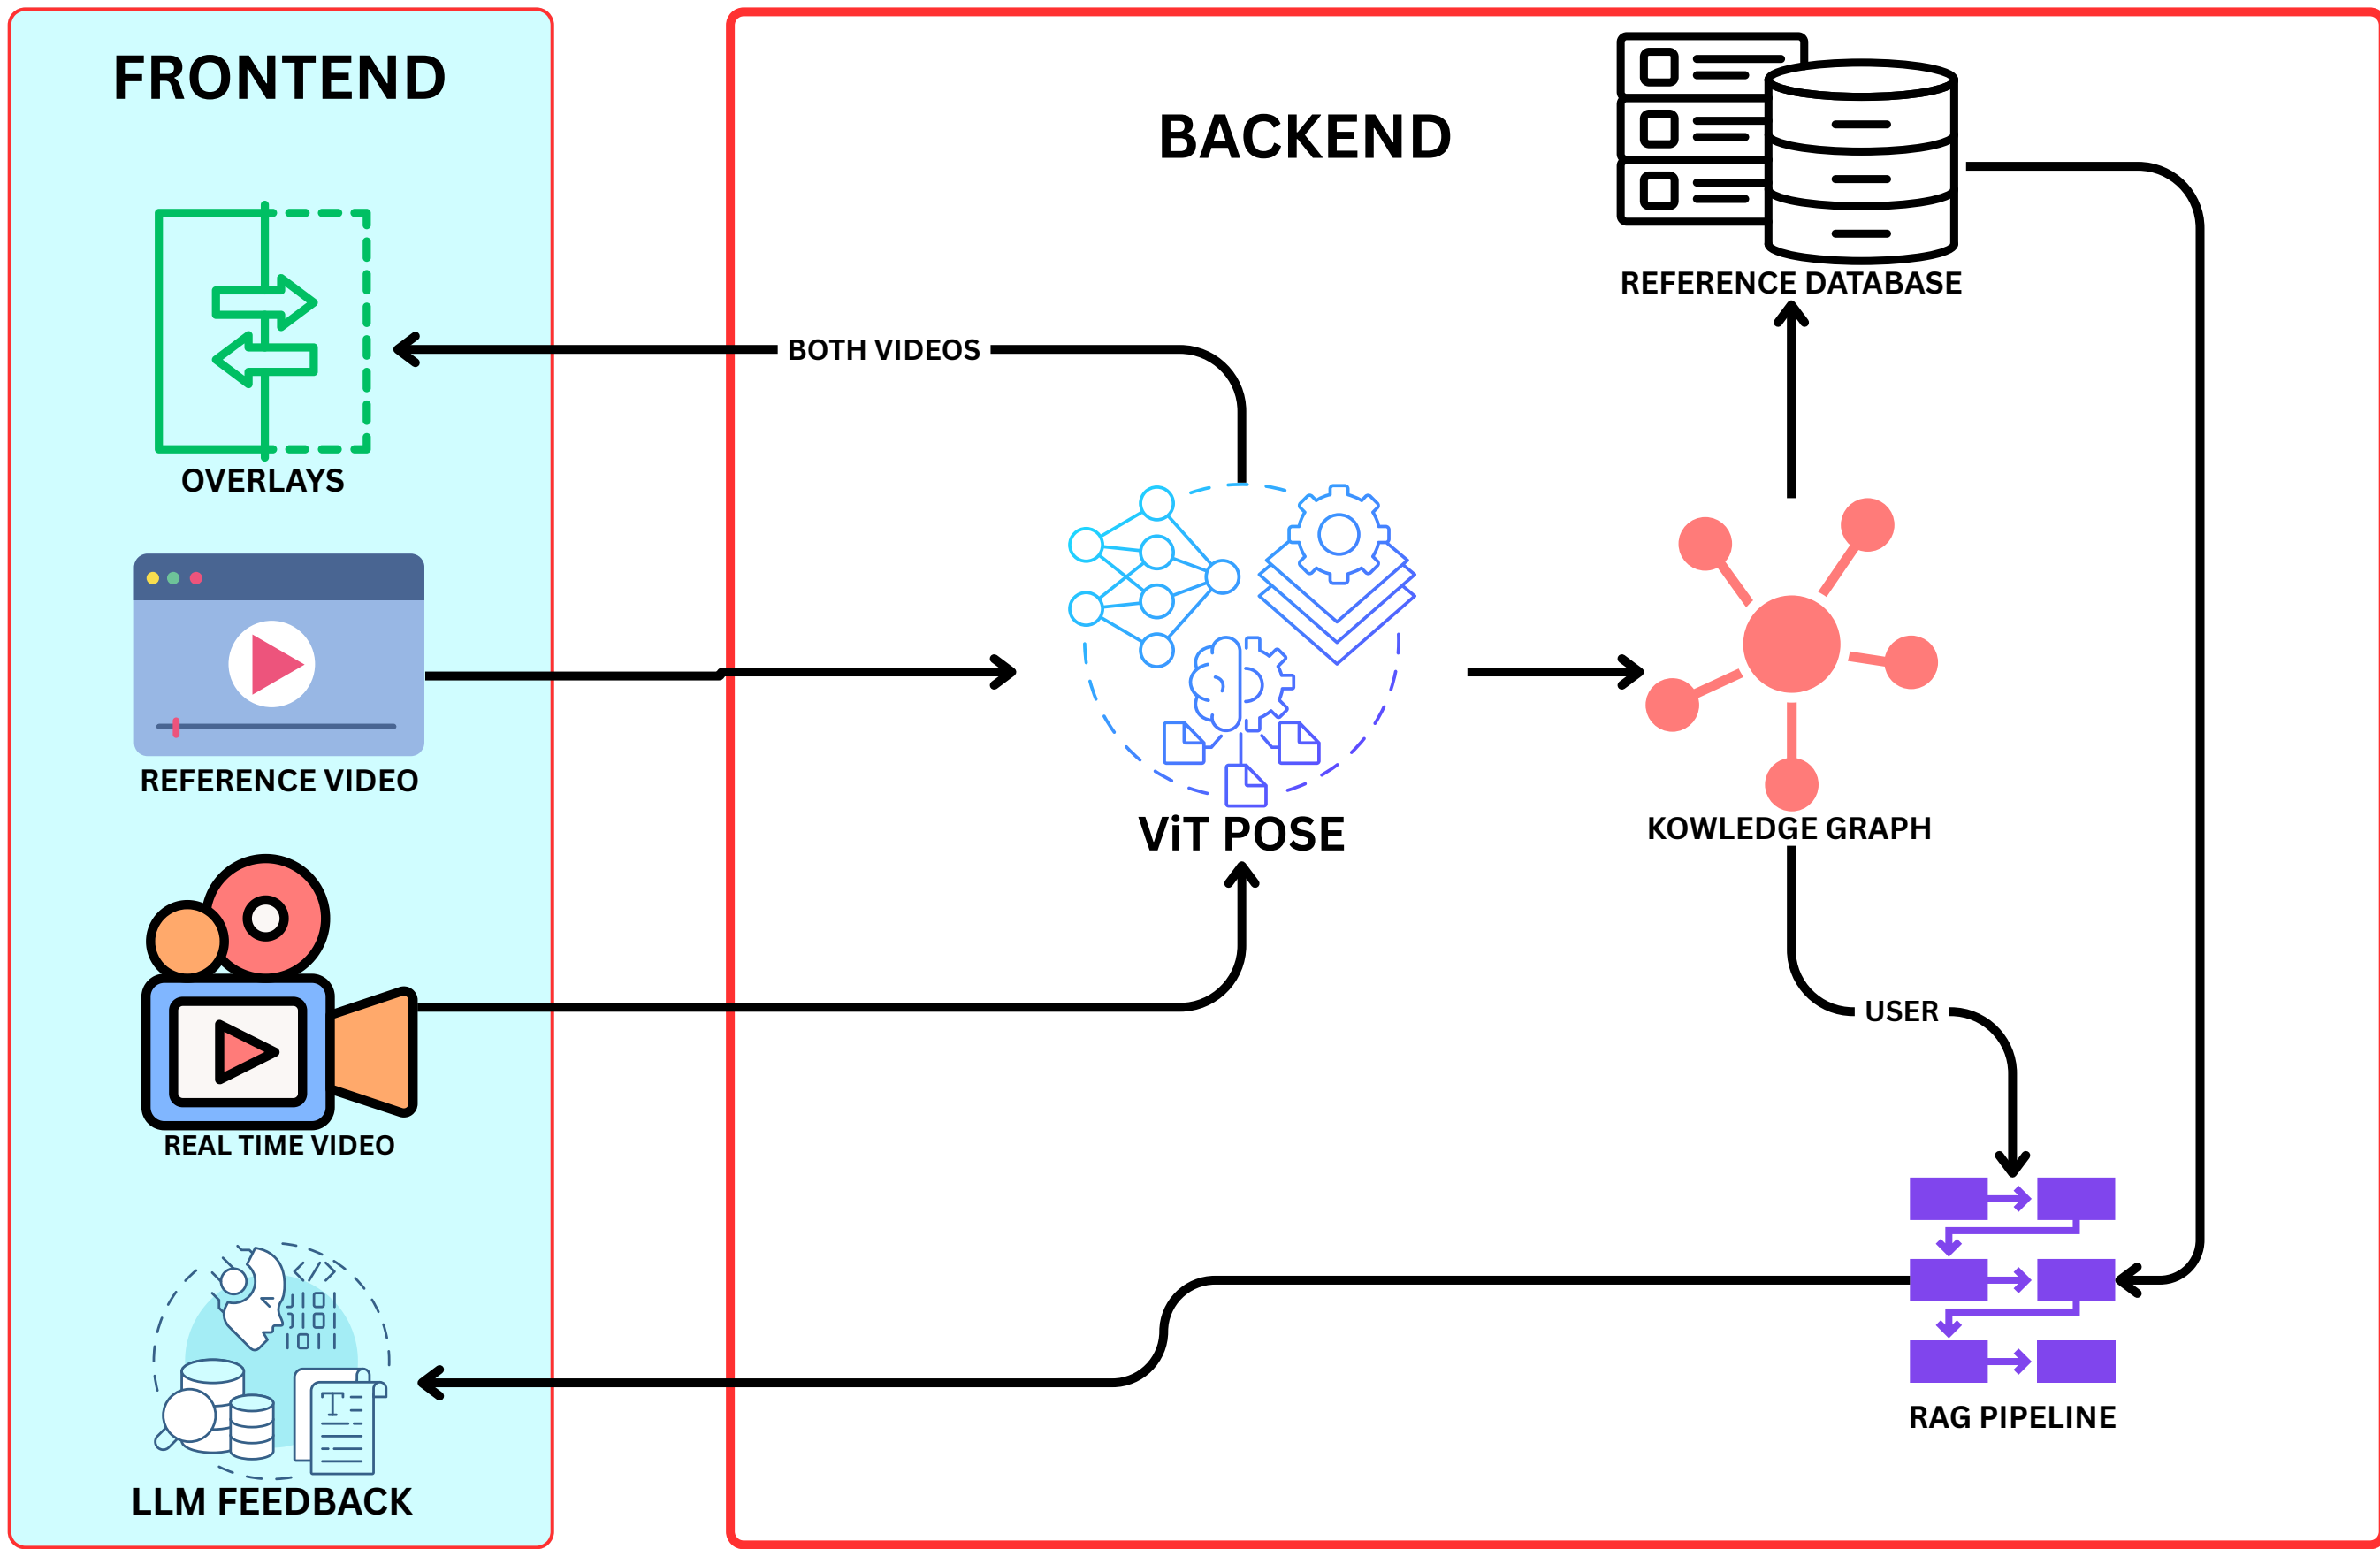 FRONTEND
BACKEND
REFERENCE DATABASE
BOTH VIDEOS
OVERLAYS
REFERENCE VIDEO
ViT POSE
KOWLEDGE GRAPH
USER
REAL TIME VIDEO
RAG PIPELINE
LLM FEEDBACK